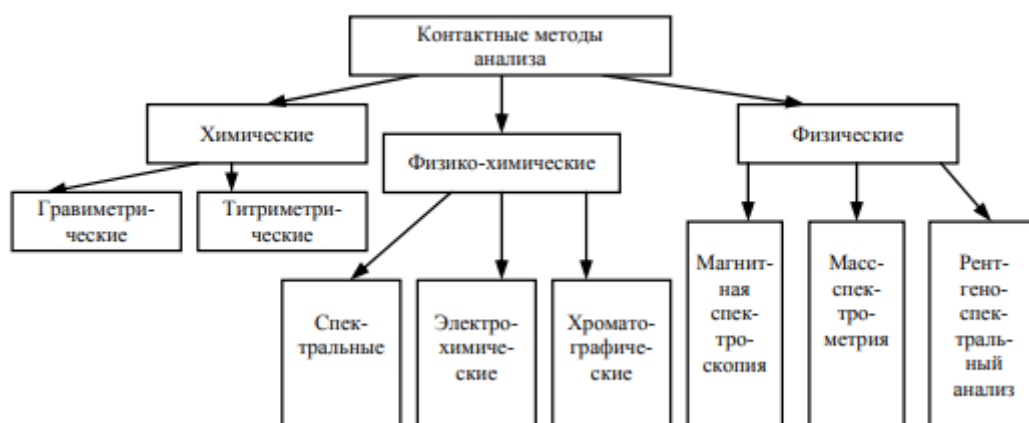 Контактные методы
анализа
Химические
Физико-химические
Физические
Гравиметри-
ческие
Титриметри-
ческие
Спек-
тральные
Электро-
химиче-
ские
Хромато-
графиче-
ские
Магнит-
ная
спек-
тро-
скопия
Масс-
спек-
тро-
метрия
Рент-
гено-
спек-
траль-
ный
анализ